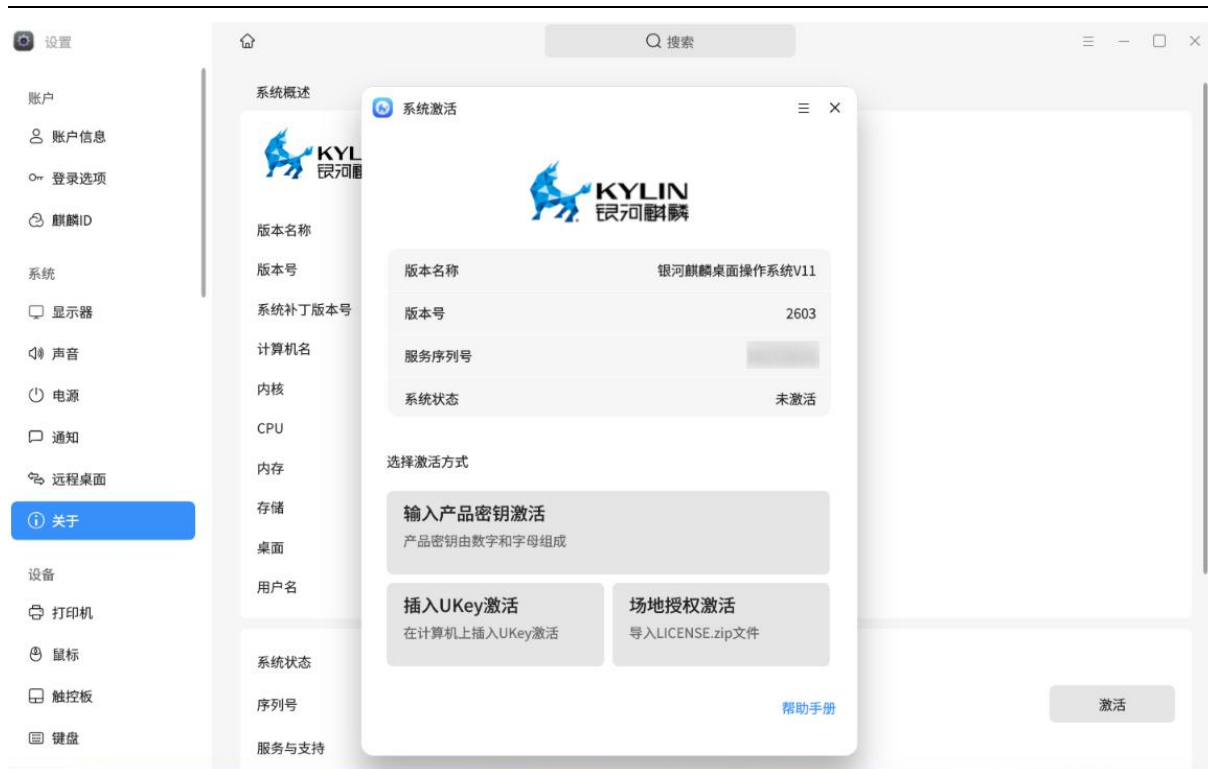 设置
搜索
账户
账户信息
登录选项
麒麟ID
系统
显示器
声音
电源
通知
远程桌面
关于
设备
打印机
鼠标
触控板
键盘
系统概述
KYL
银河
版本名称
版本号
系统补丁版本号
计算机名
内核
CPU
内存
存储
桌面
用户名
系统状态
序列号
服务与支持
激活
系统激活
KYLIN
银河麒麟
版本名称 银河麒麟桌面操作系统V11
版本号 2603
服务序列号
系统状态 未激活
选择激活方式
输入产品密钥激活
产品密钥由数字和字母组成
插入UKey激活
在计算机上插入UKey激活
场地授权激活
导入LICENSE.zip文件
帮助手册